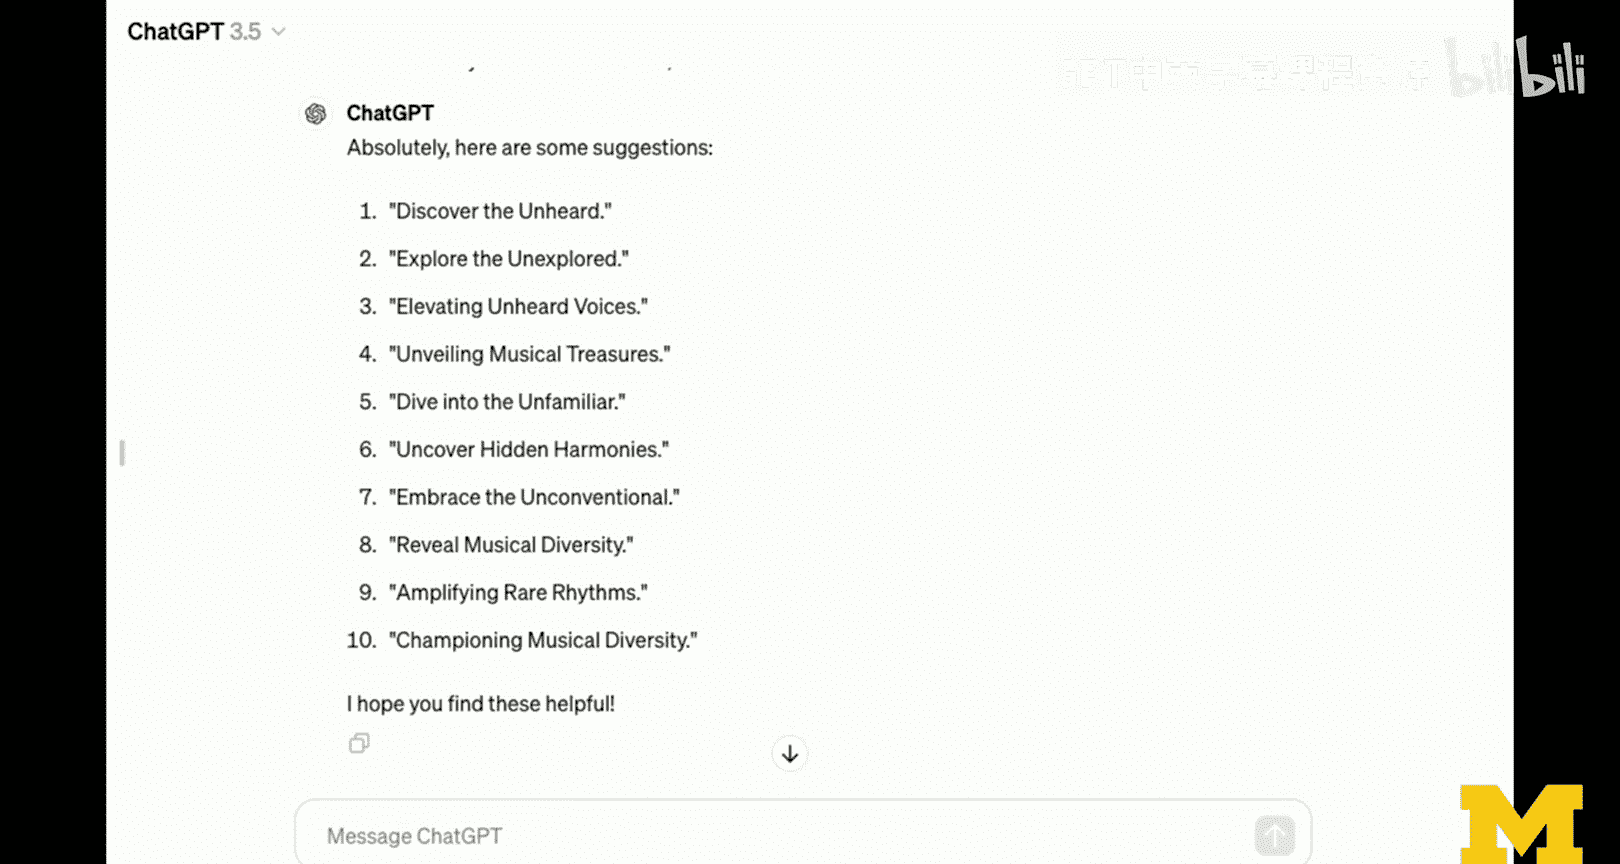 ChatGPT 3.5
bilibili
ChatGPT
Absolutely, here are some suggestions:
1. "Discover the Unheard."
2. "Explore the Unexplored."
3. "Elevating Unheard Voices."
4. "Unveiling Musical Treasures."
5. "Dive into the Unfamiliar."
6. "Uncover Hidden Harmonies."
7. "Embrace the Unconventional."
8. "Reveal Musical Diversity."
9. "Amplifying Rare Rhythms."
10. "Championing Musical Diversity."
I hope you find these helpful!
Message ChatGPT
M